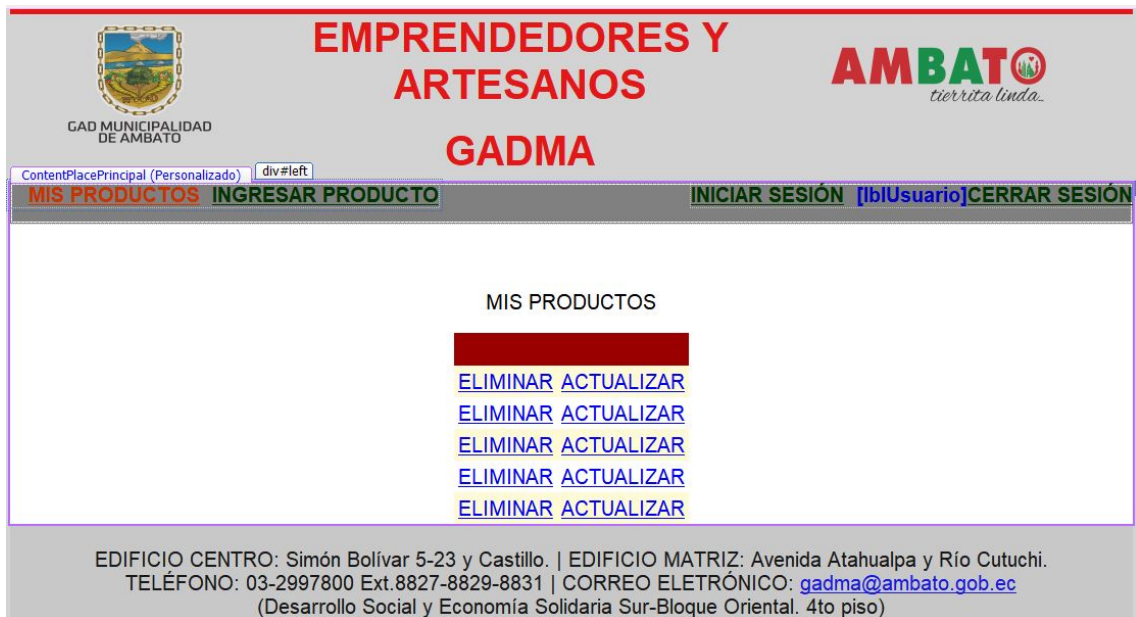 EMPRENDEDORES Y
ARTESANOS
GADMA
GAD MUNICIPALIDAD
DE AMBATO
AMBATO
tierrita linda...
ContentPlacePrincipal (Personalizado) div#left
MIS PRODUCTOS INGRESAR PRODUCTO INICIAR SESIÓN [lblUsuario]CERRAR SESIÓN
MIS PRODUCTOS
ELIMINAR ACTUALIZAR
ELIMINAR ACTUALIZAR
ELIMINAR ACTUALIZAR
ELIMINAR ACTUALIZAR
ELIMINAR ACTUALIZAR
EDIFICIO CENTRO: Simón Bolívar 5-23 y Castillo. | EDIFICIO MATRIZ: Avenida Atahualpa y Río Cutuchi.
TELÉFONO: 03-2997800 Ext.8827-8829-8831 | CORREO ELETRÓNICO: gadma@ambato.gob.ec
(Desarrollo Social y Economía Solidaria Sur-Bloque Oriental. 4to piso)